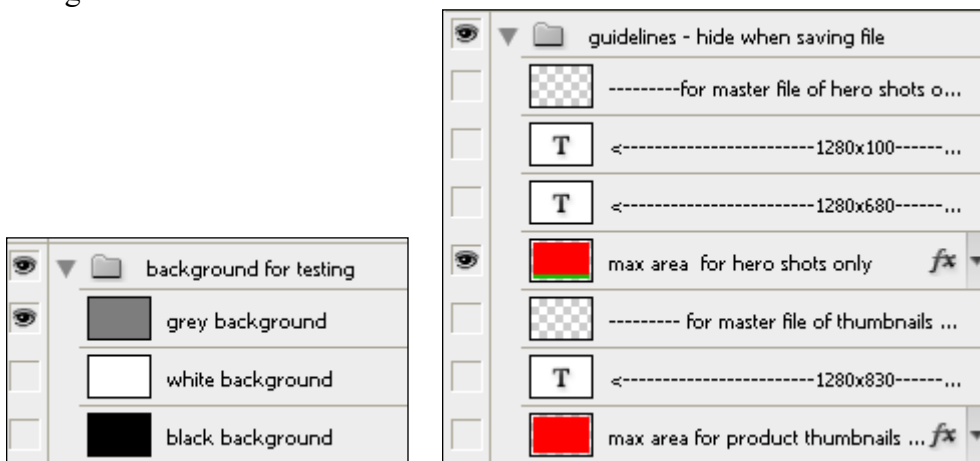 background for testing
grey background
white background
black background
guidelines - hide when saving file
---------for master file of hero shots o...
T <------------------------1280x100------...
T <------------------------1280x680------...
max area for hero shots only fx
--------- for master file of thumbnails ...
T <------------------------1280x830------...
max area for product thumbnails ... fx